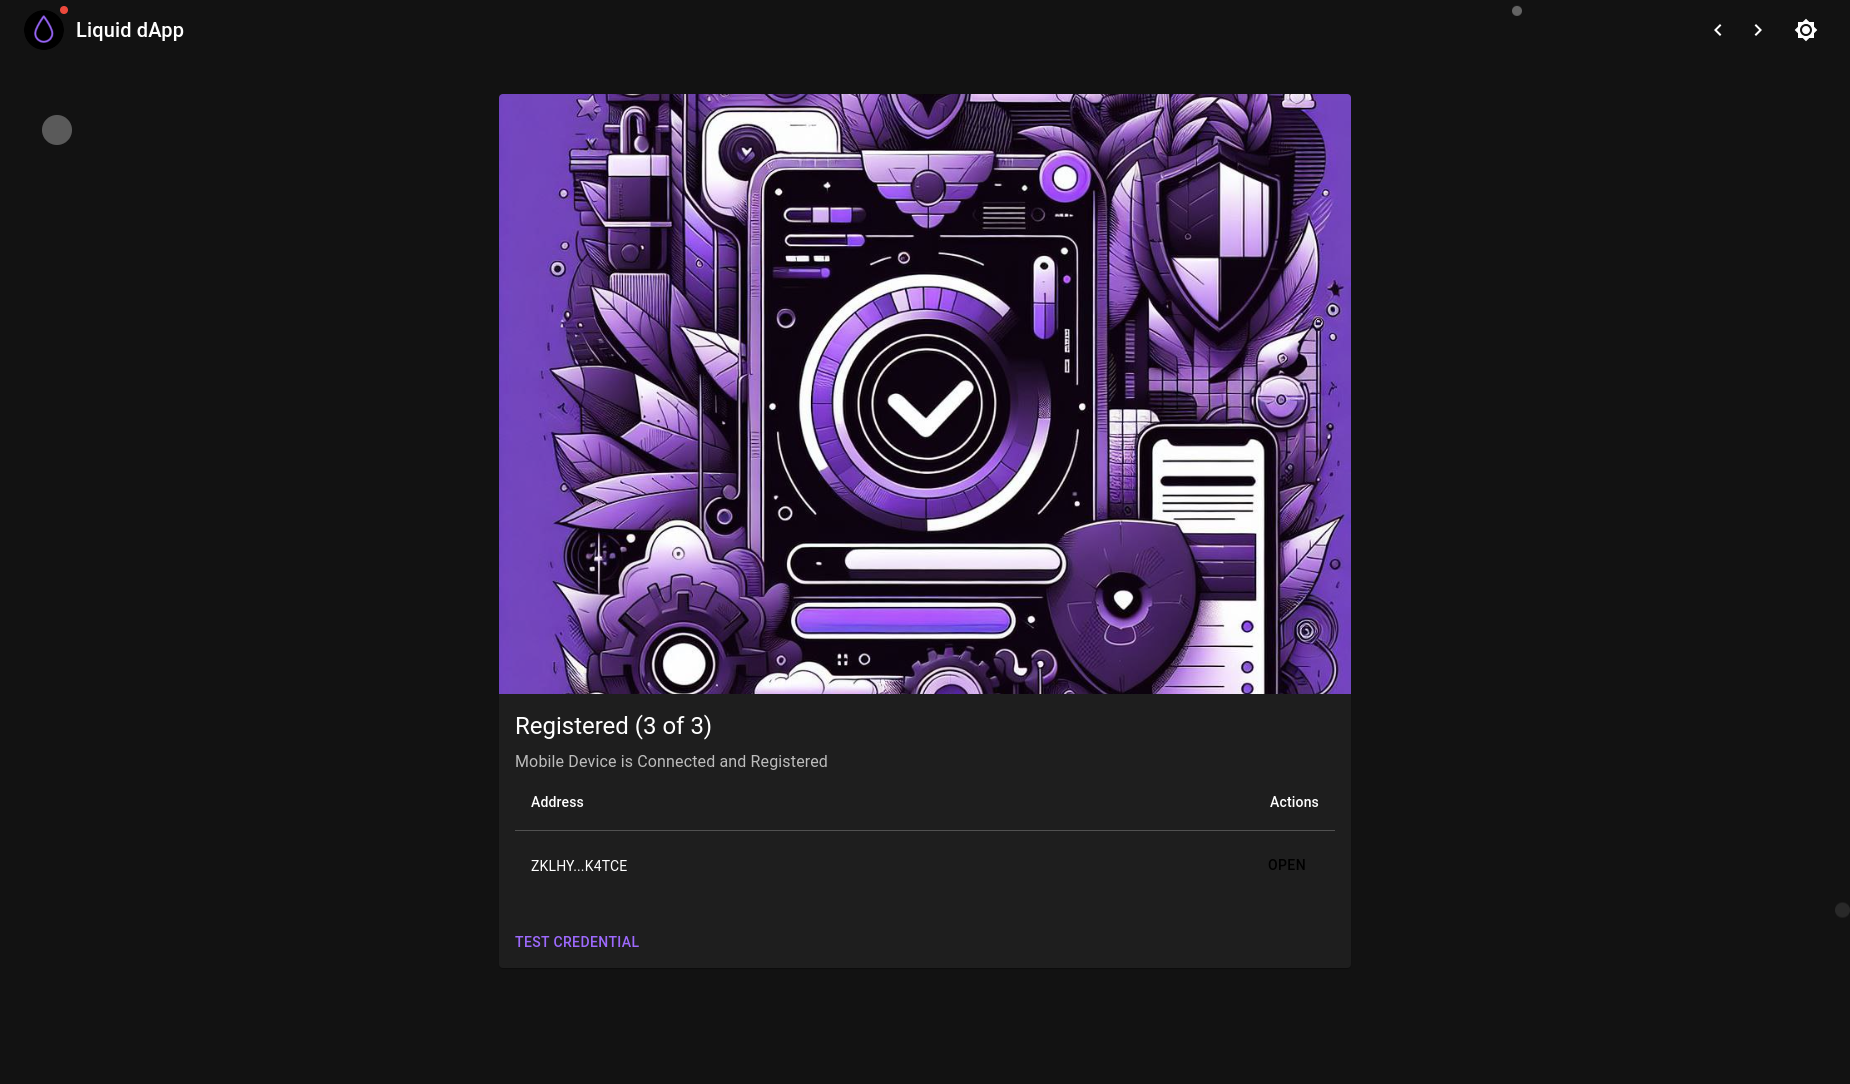 Liquid dApp
Registered (3 of 3)
Mobile Device is Connected and Registered
Address Actions
ZKLHY...K4TCE OPEN
TEST CREDENTIAL